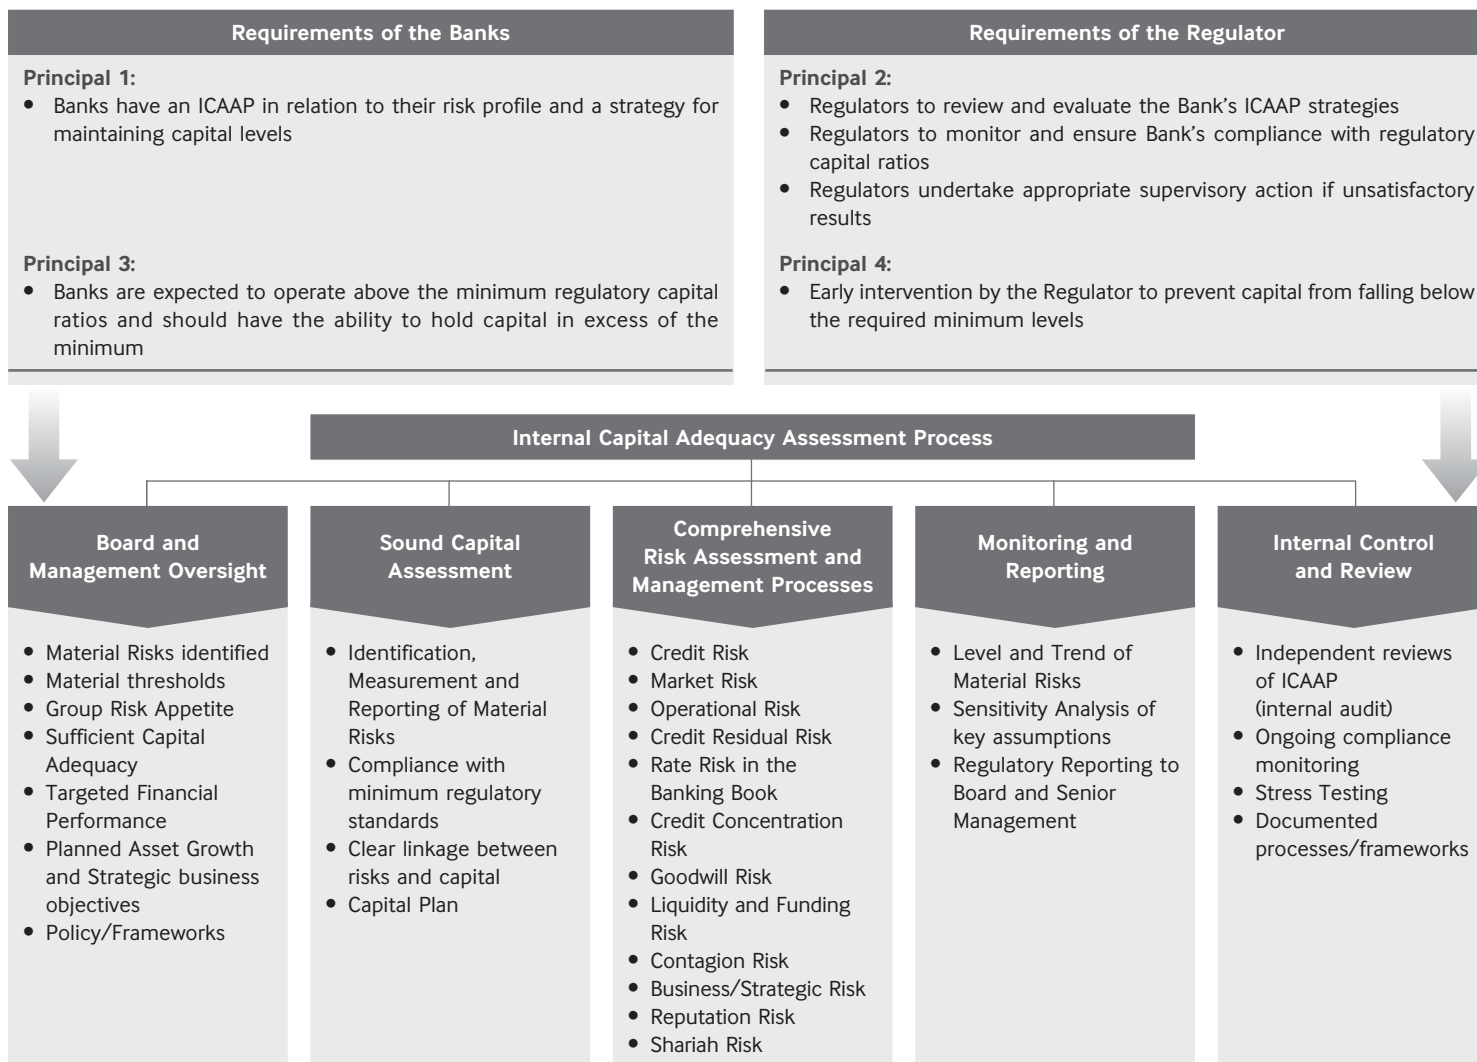 Requirements of the Banks
Principal 1:
• Banks have an ICAAP in relation to their risk profile and a strategy for
maintaining capital levels
Principal 3:
• Banks are expected to operate above the minimum regulatory capital
ratios and should have the ability to hold capital in excess of the
minimum
Requirements of the Regulator
Principal 2:
• Regulators to review and evaluate the Bank’s ICAAP strategies
• Regulators to monitor and ensure Bank’s compliance with regulatory
capital ratios
• Regulators undertake appropriate supervisory action if unsatisfactory
results
Principal 4:
• Early intervention by the Regulator to prevent capital from falling below
the required minimum levels
Internal Capital Adequacy Assessment Process
Board and
Management Oversight
• Material Risks identified
• Material thresholds
• Group Risk Appetite
• Sufficient Capital
Adequacy
• Targeted Financial
Performance
• Planned Asset Growth
and Strategic business
objectives
• Policy/Frameworks
Sound Capital
Assessment
• Identification,
Measurement and
Reporting of Material
Risks
• Compliance with
minimum regulatory
standards
• Clear linkage between
risks and capital
• Capital Plan
Comprehensive
Risk Assessment and
Management Processes
• Credit Risk
• Market Risk
• Operational Risk
• Credit Residual Risk
• Rate Risk in the
Banking Book
• Credit Concentration
Risk
• Goodwill Risk
• Liquidity and Funding
Risk
• Contagion Risk
• Business/Strategic Risk
• Reputation Risk
• Shariah Risk
Monitoring and
Reporting
• Level and Trend of
Material Risks
• Sensitivity Analysis of
key assumptions
• Regulatory Reporting to
Board and Senior
Management
Internal Control
and Review
• Independent reviews
of ICAAP
(internal audit)
• Ongoing compliance
monitoring
• Stress Testing
• Documented
processes/frameworks